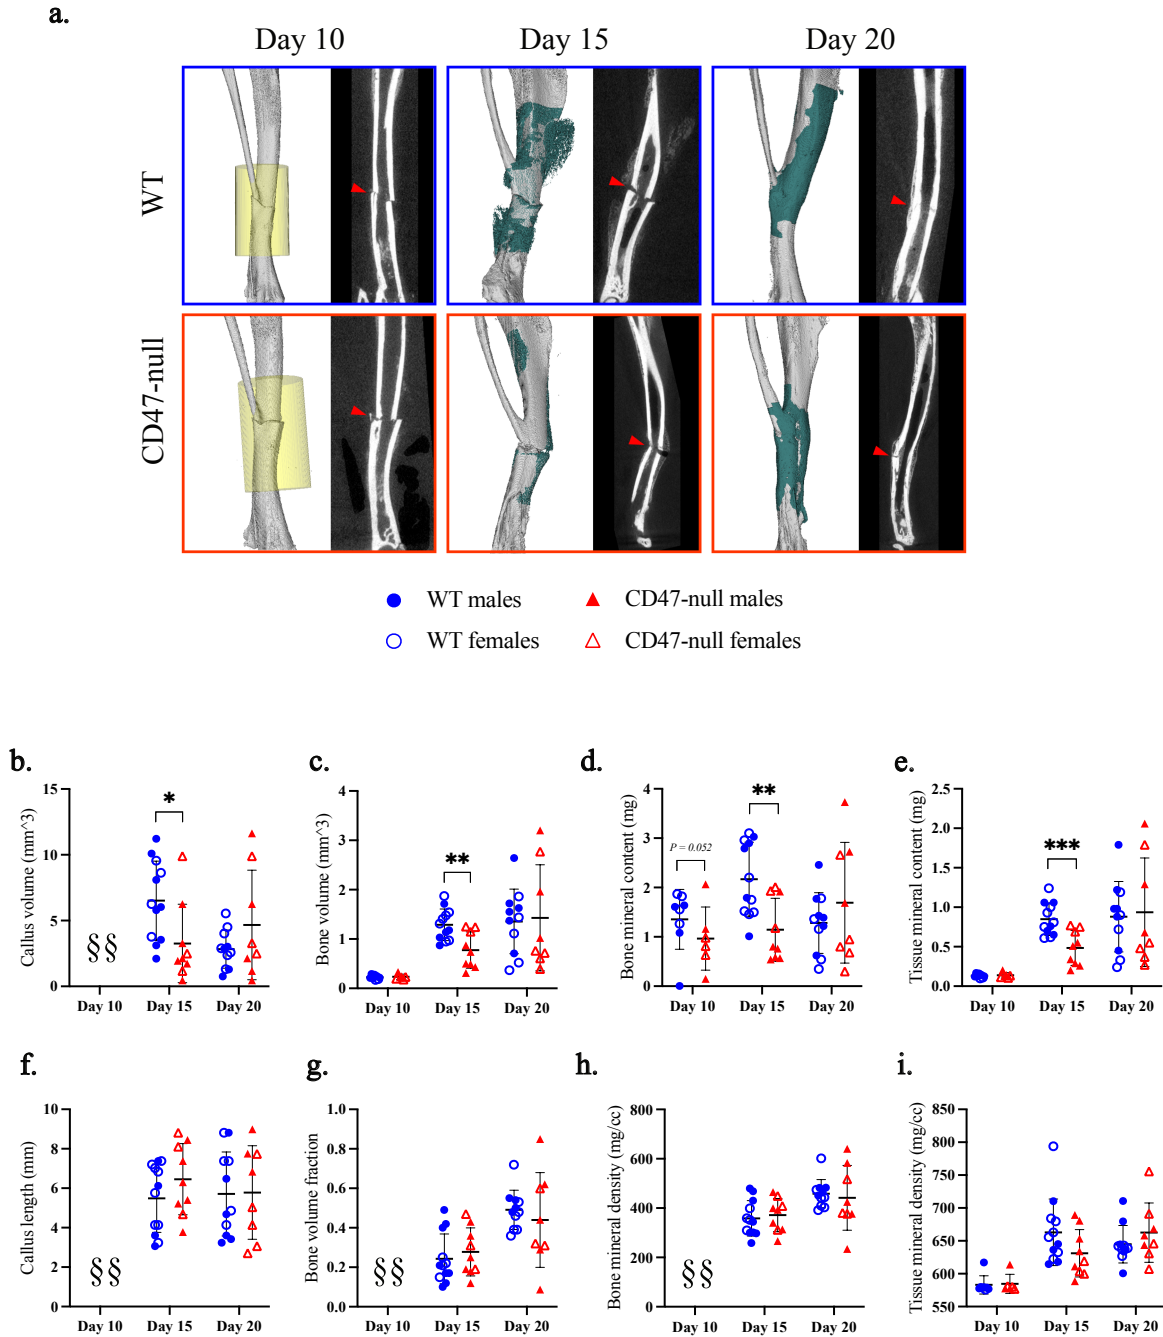 a.
Day 10 Day 15 Day 20
WT
CD47-null
WT males CD47-null males
WT females CD47-null females
b. c. d. e.
Callus volume (mm^3)
15
10
5
0
*
§§
Day 10 Day 15 Day 20
Bone volume (mm^3)
4
3
2
1
0
**
Day 10 Day 15 Day 20
Bone mineral content (mg)
4
3
2
1
0
P = 0.052
**
Day 10 Day 15 Day 20
Tissue mineral content (mg)
2.5
2.0
1.5
1.0
0.5
0.0
***
Day 10 Day 15 Day 20
f. g. h. i.
Callus length (mm)
10
8
6
4
2
0
§§
Day 10 Day 15 Day 20
Bone volume fraction
1.0
0.8
0.6
0.4
0.2
0.0
§§
Day 10 Day 15 Day 20
Bone mineral density (mg/cc)
800
600
400
200
0
§§
Day 10 Day 15 Day 20
Tissue mineral density (mg/cc)
850
800
750
700
650
600
550
Day 10 Day 15 Day 20